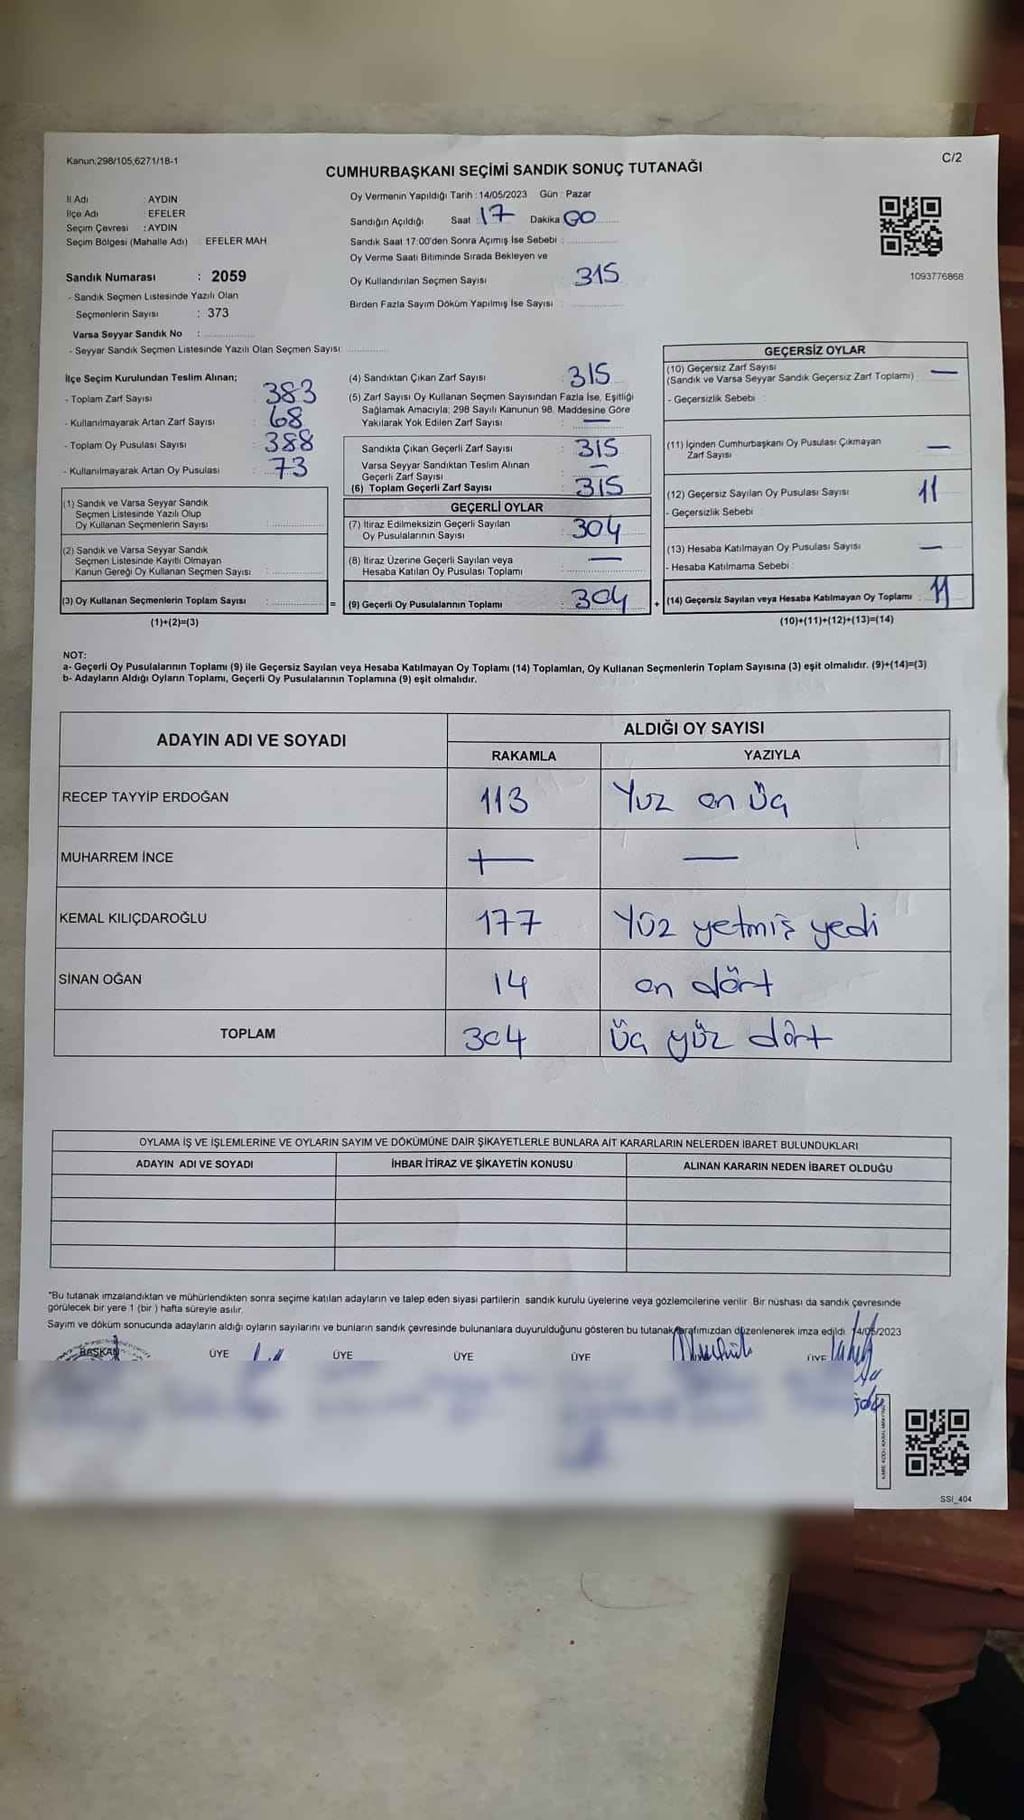 Kanun;298/105,6271/18-1
C/2
CUMHURBAŞKANI SEÇİMİ SANDIK SONUÇ TUTANAĞI
İl Adı : AYDIN
İlçe Adı : EFELER
Seçim Çevresi : AYDIN
Seçim Bölgesi (Mahalle Adı) : EFELER MAH
Sandık Numarası : 2059
- Sandık Seçmen Listesinde Yazılı Olan
Seçmenlerin Sayısı : 373
Varsa Seyyar Sandık No :
- Seyyar Sandık Seçmen Listesinde Yazılı Olan Seçmen Sayısı
Oy Vermenin Yapıldığı Tarih : 14/05/2023 Gün : Pazar
Sandığın Açıldığı Saat 17 Dakika 00
Sandık Saat 17:00'den Sonra Açımış İse Sebebi :
Oy Verme Saati Bitiminde Sırada Bekleyen ve
Oy Kullandırılan Seçmen Sayısı 315
Birden Fazla Sayım Döküm Yapılmış İse Sayısı
1093776868
İlçe Seçim Kurulundan Teslim Alınan;
- Toplam Zarf Sayısı : 383
- Kullanılmayarak Artan Zarf Sayısı : 68
- Toplam Oy Pusulası Sayısı : 388
- Kullanılmayarak Artan Oy Pusulası : 73
(1) Sandık ve Varsa Seyyar Sandık
Seçmen Listesinde Yazılı Olup
Oy Kullanan Seçmenlerin Sayısı :
(2) Sandık ve Varsa Seyyar Sandık
Seçmen Listesinde Kayıtlı Olmayan
Kanun Gereği Oy Kullanan Seçmen Sayısı :
(3) Oy Kullanan Seçmenlerin Toplam Sayısı :
(1)+(2)=(3)
(4) Sandıktan Çıkan Zarf Sayısı : 315
(5) Zarf Sayısı Oy Kullanan Seçmen Sayısından Fazla İse, Eşitliği
Sağlamak Amacıyla; 298 Sayılı Kanunun 98. Maddesine Göre
Yakılarak Yok Edilen Zarf Sayısı : —
Sandıkta Çıkan Geçerli Zarf Sayısı : 315
Varsa Seyyar Sandıktan Teslim Alınan
Geçerli Zarf Sayısı : —
(6) Toplam Geçerli Zarf Sayısı : 315
GEÇERLİ OYLAR
(7) İtiraz Edilmeksizin Geçerli Sayılan
Oy Pusulalarının Sayısı : 304
(8) İtiraz Üzerine Geçerli Sayılan veya
Hesaba Katılan Oy Pusulası Toplamı : —
= (9) Geçerli Oy Pusulalarının Toplamı : 304 +
GEÇERSİZ OYLAR
(10) Geçersiz Zarf Sayısı
(Sandık ve Varsa Seyyar Sandık Geçersiz Zarf Toplamı) : —
- Geçersizlik Sebebi :
(11) İçinden Cumhurbaşkanı Oy Pusulası Çıkmayan
Zarf Sayısı —
(12) Geçersiz Sayılan Oy Pusulası Sayısı 11
- Geçersizlik Sebebi
(13) Hesaba Katılmayan Oy Pusulası Sayısı —
- Hesaba Katılmama Sebebi :
(14) Geçersiz Sayılan veya Hesaba Katılmayan Oy Toplamı : 11
(10)+(11)+(12)+(13)=(14)
NOT:
a- Geçerli Oy Pusulalarının Toplamı (9) ile Geçersiz Sayılan veya Hesaba Katılmayan Oy Toplamı (14) Toplamları, Oy Kullanan Seçmenlerin Toplam Sayısına (3) eşit olmalıdır. (9)+(14)=(3)
b- Adayların Aldığı Oyların Toplamı, Geçerli Oy Pusulalarının Toplamına (9) eşit olmalıdır.
ADAYIN ADI VE SOYADI ALDIĞI OY SAYISI
RAKAMLA YAZIYLA
RECEP TAYYİP ERDOĞAN 113 Yüz on üç
MUHARREM İNCE — —
KEMAL KILIÇDAROĞLU 177 Yüz yetmiş yedi
SİNAN OĞAN 14 on dört
TOPLAM 304 üç yüz dört
OYLAMA İŞ VE İŞLEMLERİNE VE OYLARIN SAYIM VE DÖKÜMÜNE DAİR ŞİKAYETLERLE BUNLARA AİT KARARLARIN NELERDEN İBARET BULUNDUKLARI
ADAYIN ADI VE SOYADI İHBAR İTİRAZ VE ŞİKAYETİN KONUSU ALINAN KARARIN NEDEN İBARET OLDUĞU
"Bu tutanak imzalandıktan ve mühürlendikten sonra seçime katılan adayların ve talep eden siyasi partilerin sandık kurulu üyelerine veya gözlemcilerine verilir. Bir nüshası da sandık çevresinde
görülecek bir yere 1 (bir ) hafta süreyle asılır.
Sayım ve döküm sonucunda adayların aldığı oyların sayılarını ve bunların sandık çevresinde bulunanlara duyurulduğunu gösteren bu tutanak tarafımızdan düzenlenerek imza edildi. 14/05/2023
BAŞKAN ÜYE ÜYE ÜYE ÜYE ÜYE
SSI_404